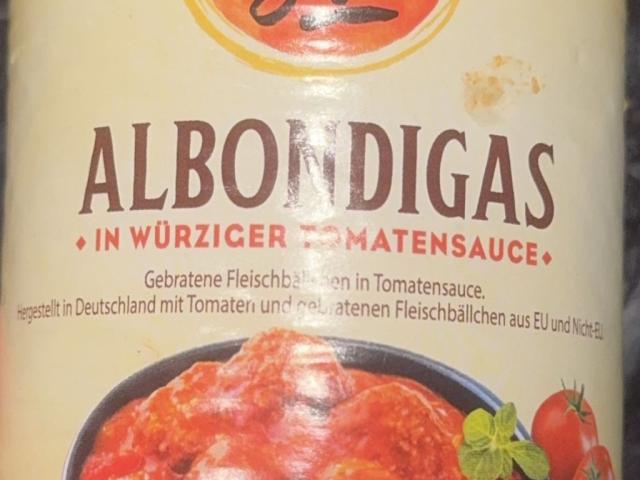 ALBONDIGAS
IN WÜRZIGER TOMATENSAUCE
Gebratene Fleischbällchen in Tomatensauce.
Hergestellt in Deutschland mit Tomaten und gebratenen Fleischbällchen aus EU und Nicht-EU.